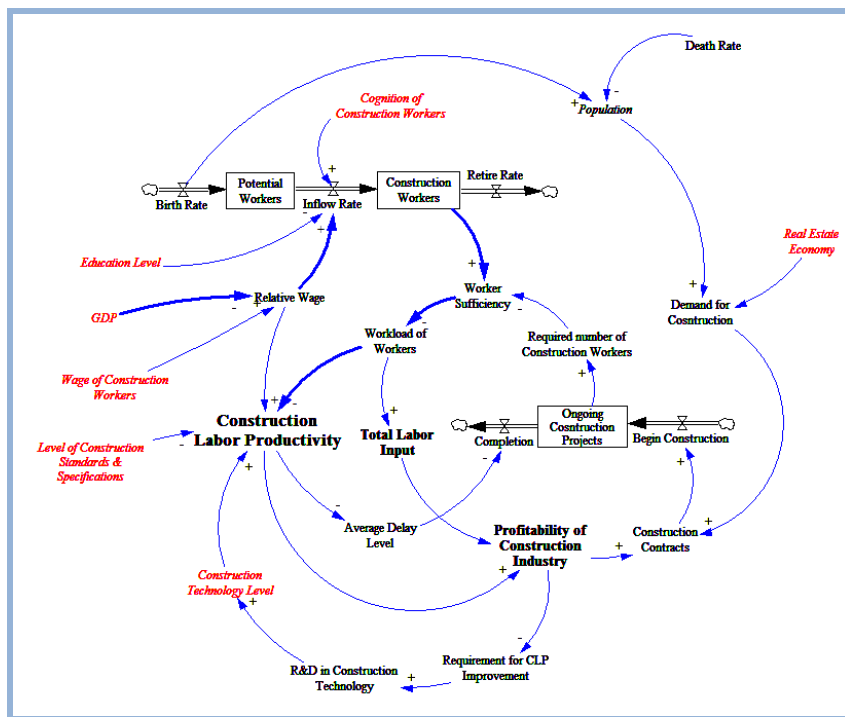 Death Rate
Cognition of
Construction Workers
+
-
Population
Potential
Workers
+
Construction
Workers
Retire Rate
Birth Rate
Inflow Rate
-
+
Real Estate
Economy
Education Level
+
Worker
Sufficiency
+
Demand for
Cosntruction
Relative Wage
+
-
GDP
-
-
Workload of
Workers
Required number of
Construction Workers
+
Wage of Construction
Workers
+
-
+
Construction
Labor Productivity
Total Labor
Input
Ongoing
Cosntruction
Projects
Completion
Begin Construction
Level of Construction
Standards &
Specifications
-
+
-
+
-
Average Delay
Level
-
Profitability of
Construction
Industry
+
+
Construction
Contracts
+
Construction
Technology Level
+
-
R&D in Construction
Technology
+
Requirement for CLP
Improvement